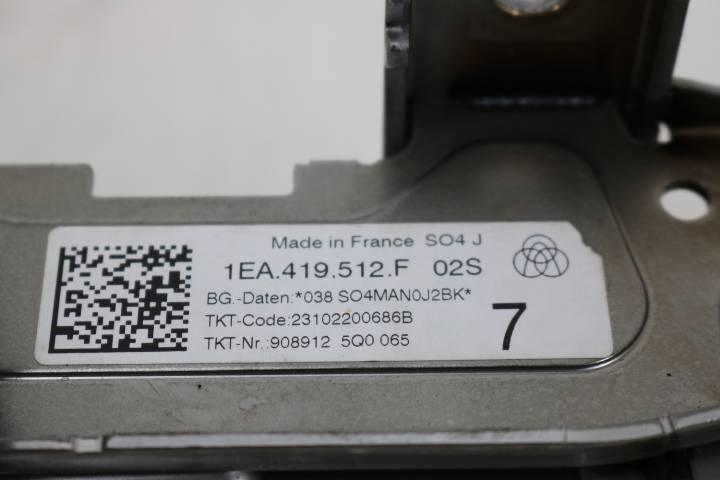 Made in France SO4 J
1EA.419.512.F 02S
BG.-Daten:*038 SO4MAN0J2BK*
TKT-Code:23102200686B
TKT-Nr.:908912 5Q0 065
7